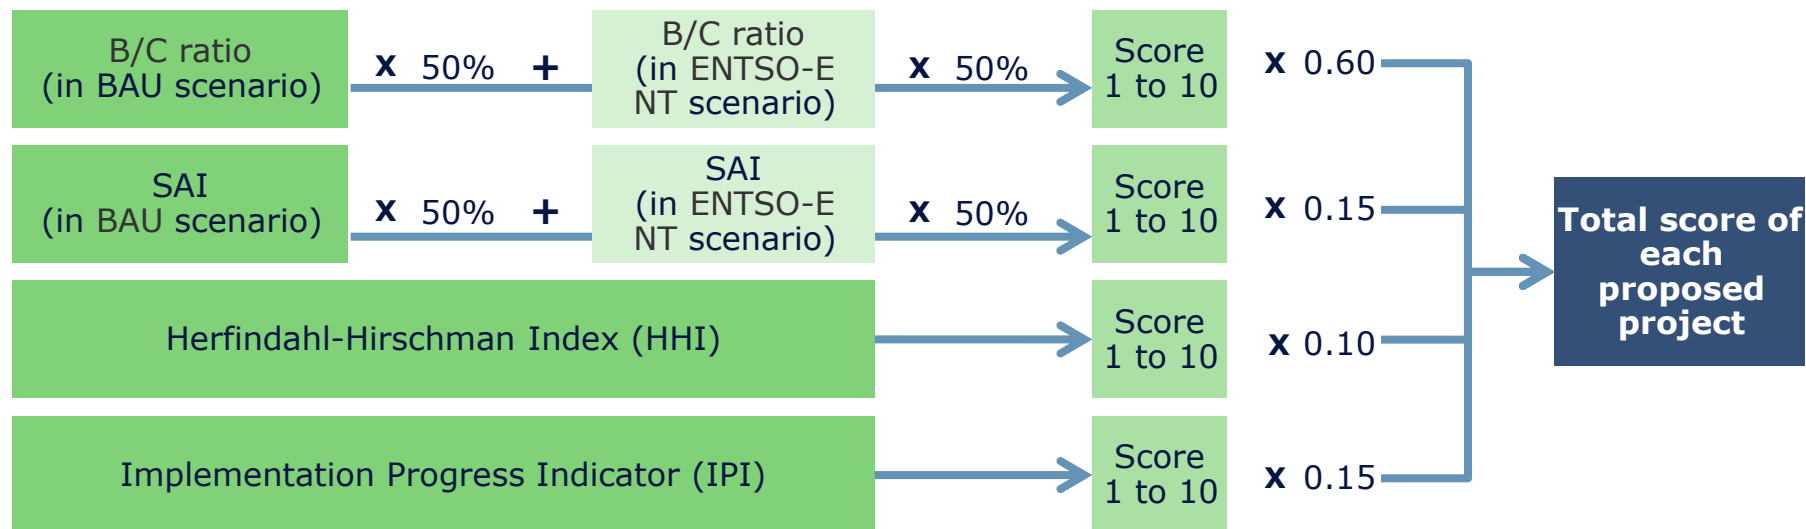 B/C ratio
(in BAU scenario)
x 50% +
B/C ratio
(in ENTSO-E
NT scenario)
x 50%
Score
1 to 10
x 0.60
SAI
(in BAU scenario)
x 50% +
SAI
(in ENTSO-E
NT scenario)
x 50%
Score
1 to 10
x 0.15
Herfindahl-Hirschman Index (HHI)
Score
1 to 10
x 0.10
Implementation Progress Indicator (IPI)
Score
1 to 10
x 0.15
Total score of
each
proposed
project